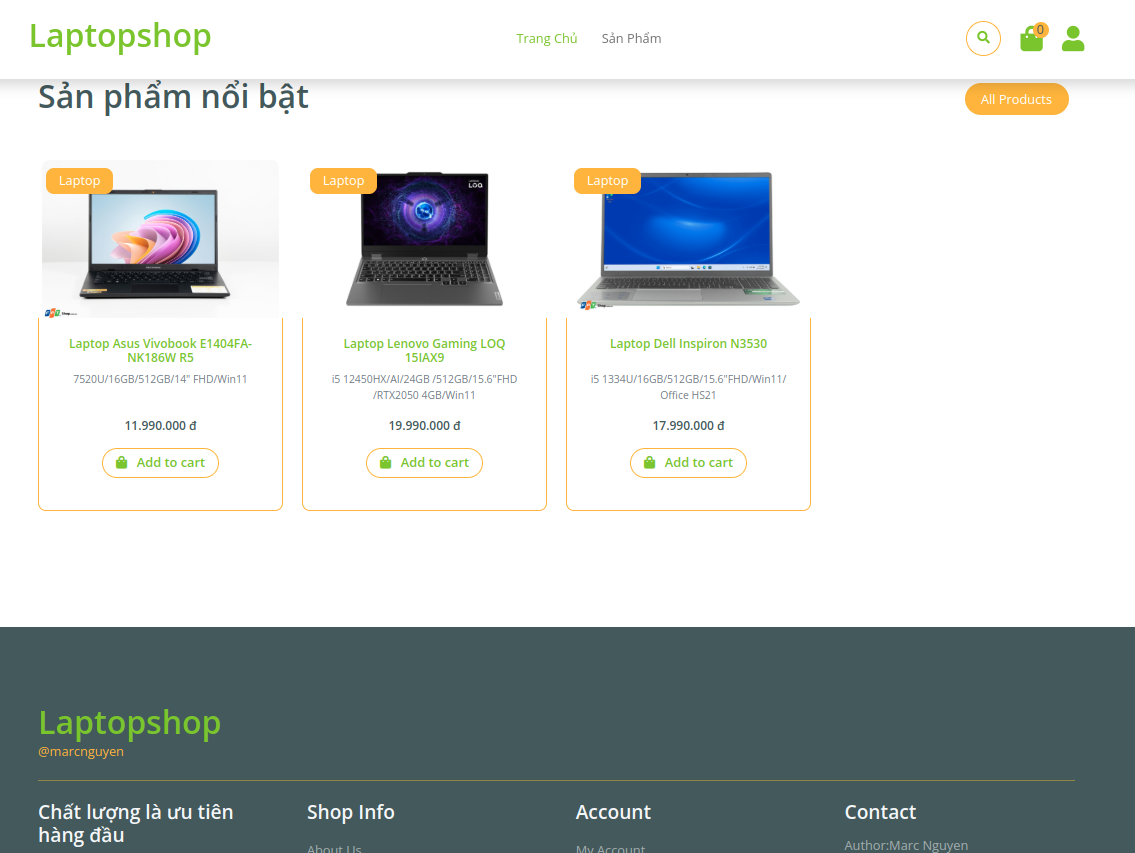 Laptopshop
Trang Chủ
Sản Phẩm
0
Sản phẩm nổi bật
All Products
Laptop
Laptop
LOQ
Laptop
Laptop Asus Vivobook E1404FA-
NK186W R5
7520U/16GB/512GB/14" FHD/Win11
11.990.000 đ
Add to cart
Laptop Lenovo Gaming LOQ
15IAX9
i5 12450HX/AI/24GB /512GB/15.6"FHD
/RTX2050 4GB/Win11
19.990.000 đ
Add to cart
Laptop Dell Inspiron N3530
i5 1334U/16GB/512GB/15.6"FHD/Win11/
Office HS21
17.990.000 đ
Add to cart
Laptopshop
@marcnguyen
Chất lượng là ưu tiên
hàng đầu
Shop Info
About Us
Account
My Account
Contact
Author:Marc Nguyen